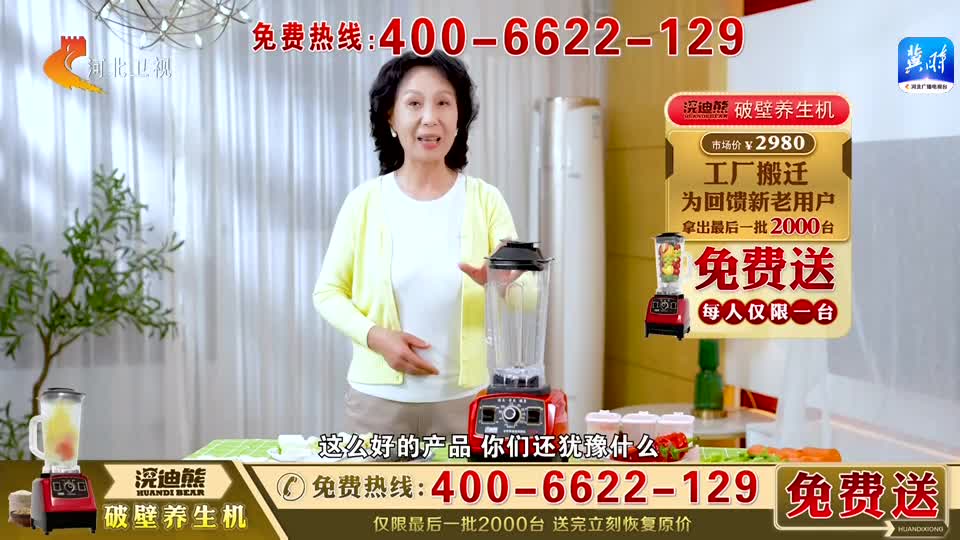 免费热线:400-6622-129
河北卫视
冀时
河北广播电视台
浣迪熊
HUANDI BEAR
破壁养生机
市场价¥2980
工厂搬迁
为回馈新老用户
拿出最后一批2000台
免费送
每人仅限一台
这么好的产品 你们还犹豫什么
浣迪熊
HUANDI BEAR
破壁养生机
免费热线:400-6622-129
仅限最后一批2000台 送完立刻恢复原价
免费送
HUANDIXIONG